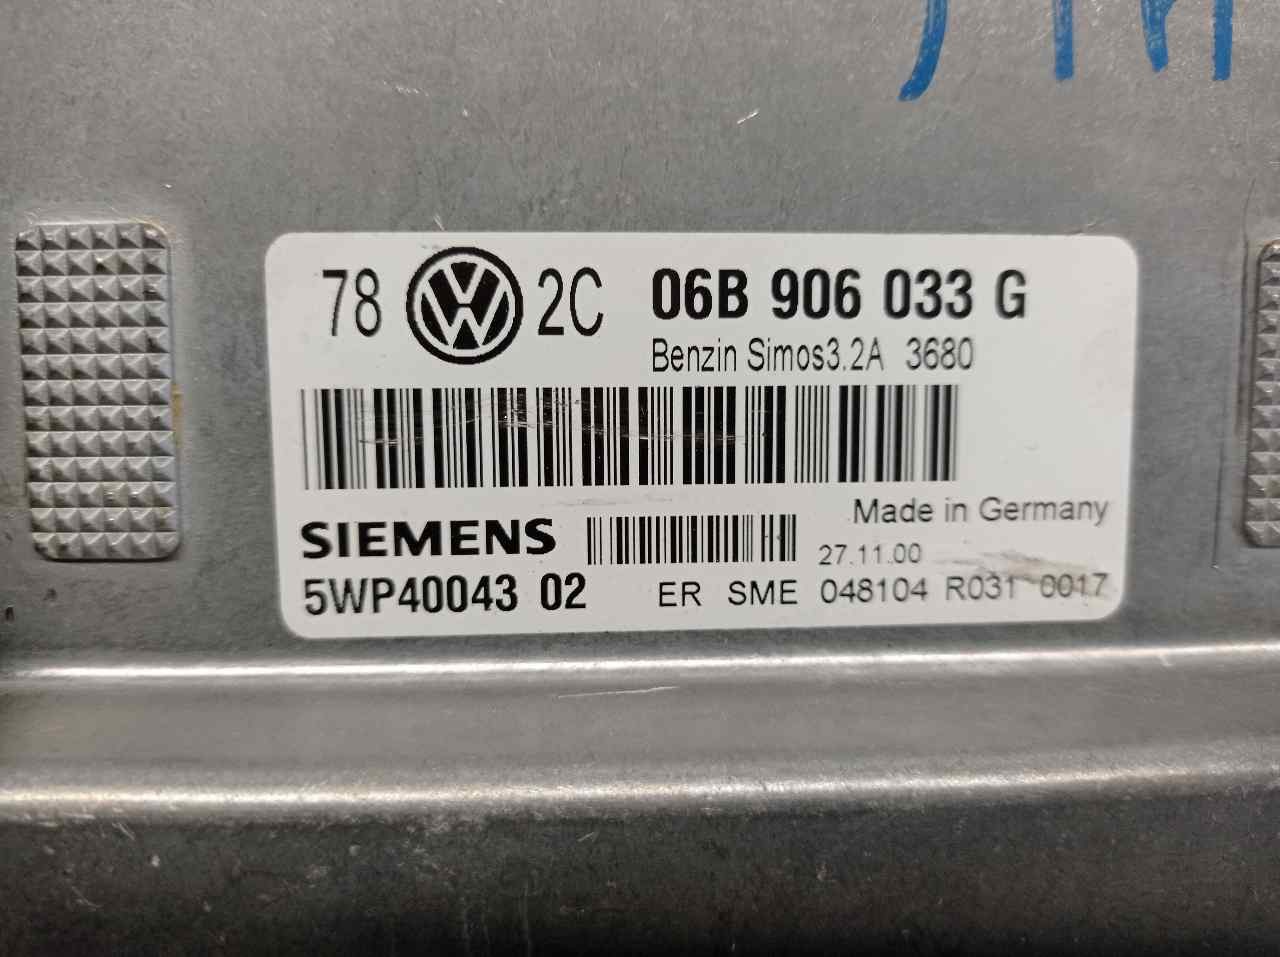 78 VW 2C 06B 906 033 G
Benzin Simos3.2A 3680
SIEMENS
Made in Germany
27.11.00
5WP40043 02
ER SME 048104 R031 0017